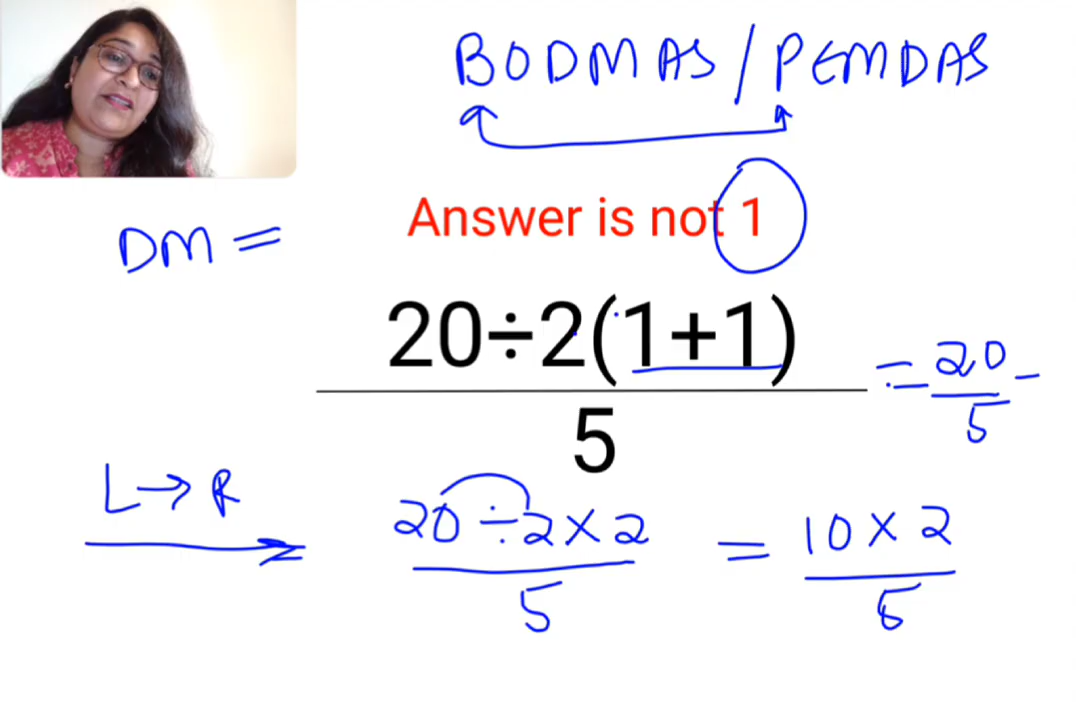 BODMAS / PEMDAS
DM =
Answer is not 1
20÷2(1+1)
5
= 20 -
5
L → R
20 ÷ 2 × 2
5
= 10 × 2
5